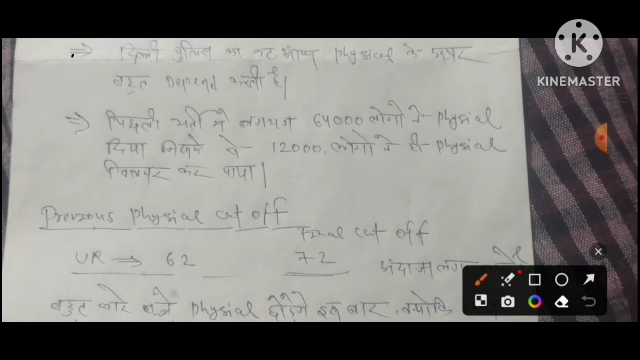 ⇒ दिल्ली पुलिस का कट ऑफ physical के ऊपर
बहुत Depend करती है।
⇒ पिछली भर्ती में लगभग 64000 लोगो ने physical
दिया जिसमें से 12000 लोगो ने ही physical
क्लियर कर पाया।
Previous physical cut off
Final cut off
UR → 62 72 अंदाजा
बहुत सारे बच्चे physical छोड़ेंगे इस बार, क्योंकि
KINEMASTER